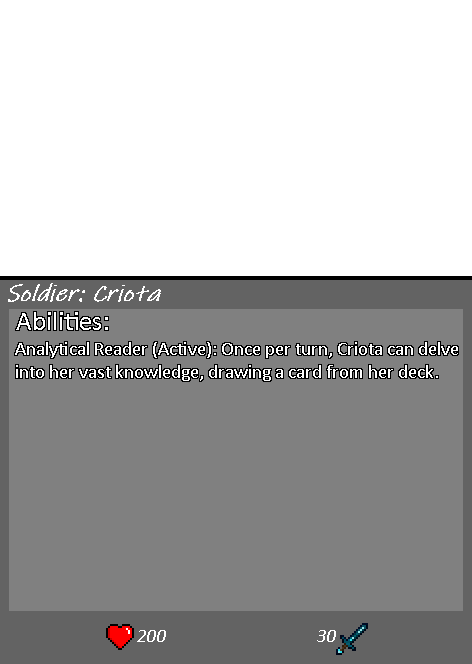 Soldier: Criota
Abilities:
Analytical Reader (Active): Once per turn, Criota can delve
into her vast knowledge, drawing a card from her deck.
200
30